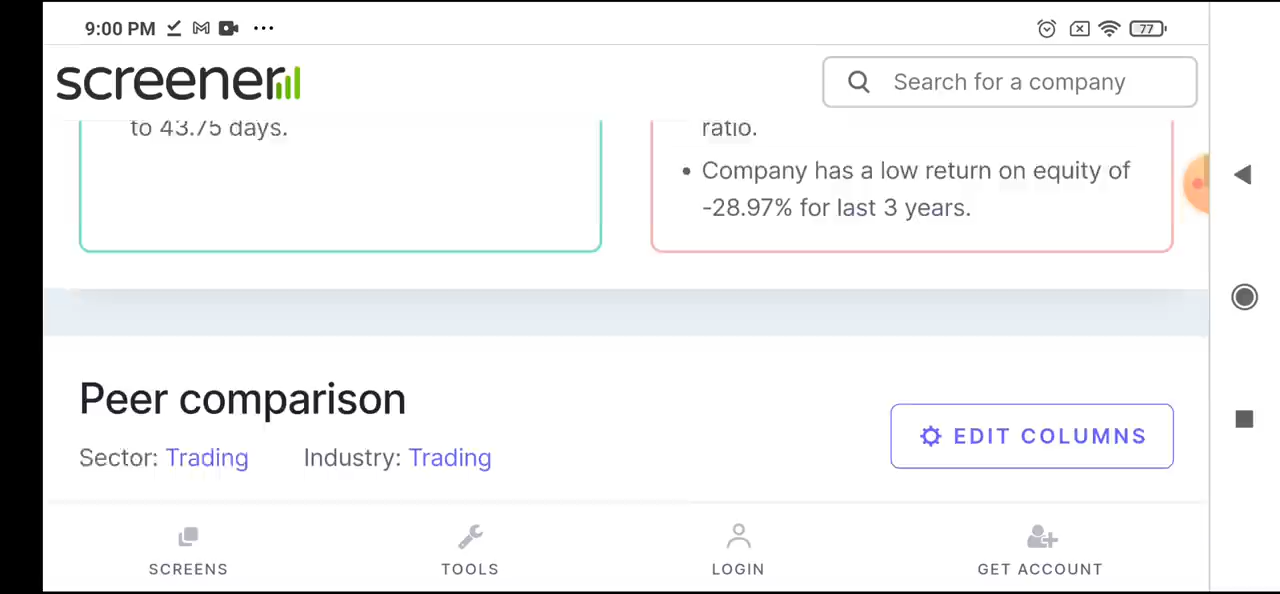 9:00 PM
77
screener
Search for a company
to 43.75 days.
ratio.
• Company has a low return on equity of
-28.97% for last 3 years.
Peer comparison
EDIT COLUMNS
Sector: Trading Industry: Trading
SCREENS TOOLS LOGIN GET ACCOUNT